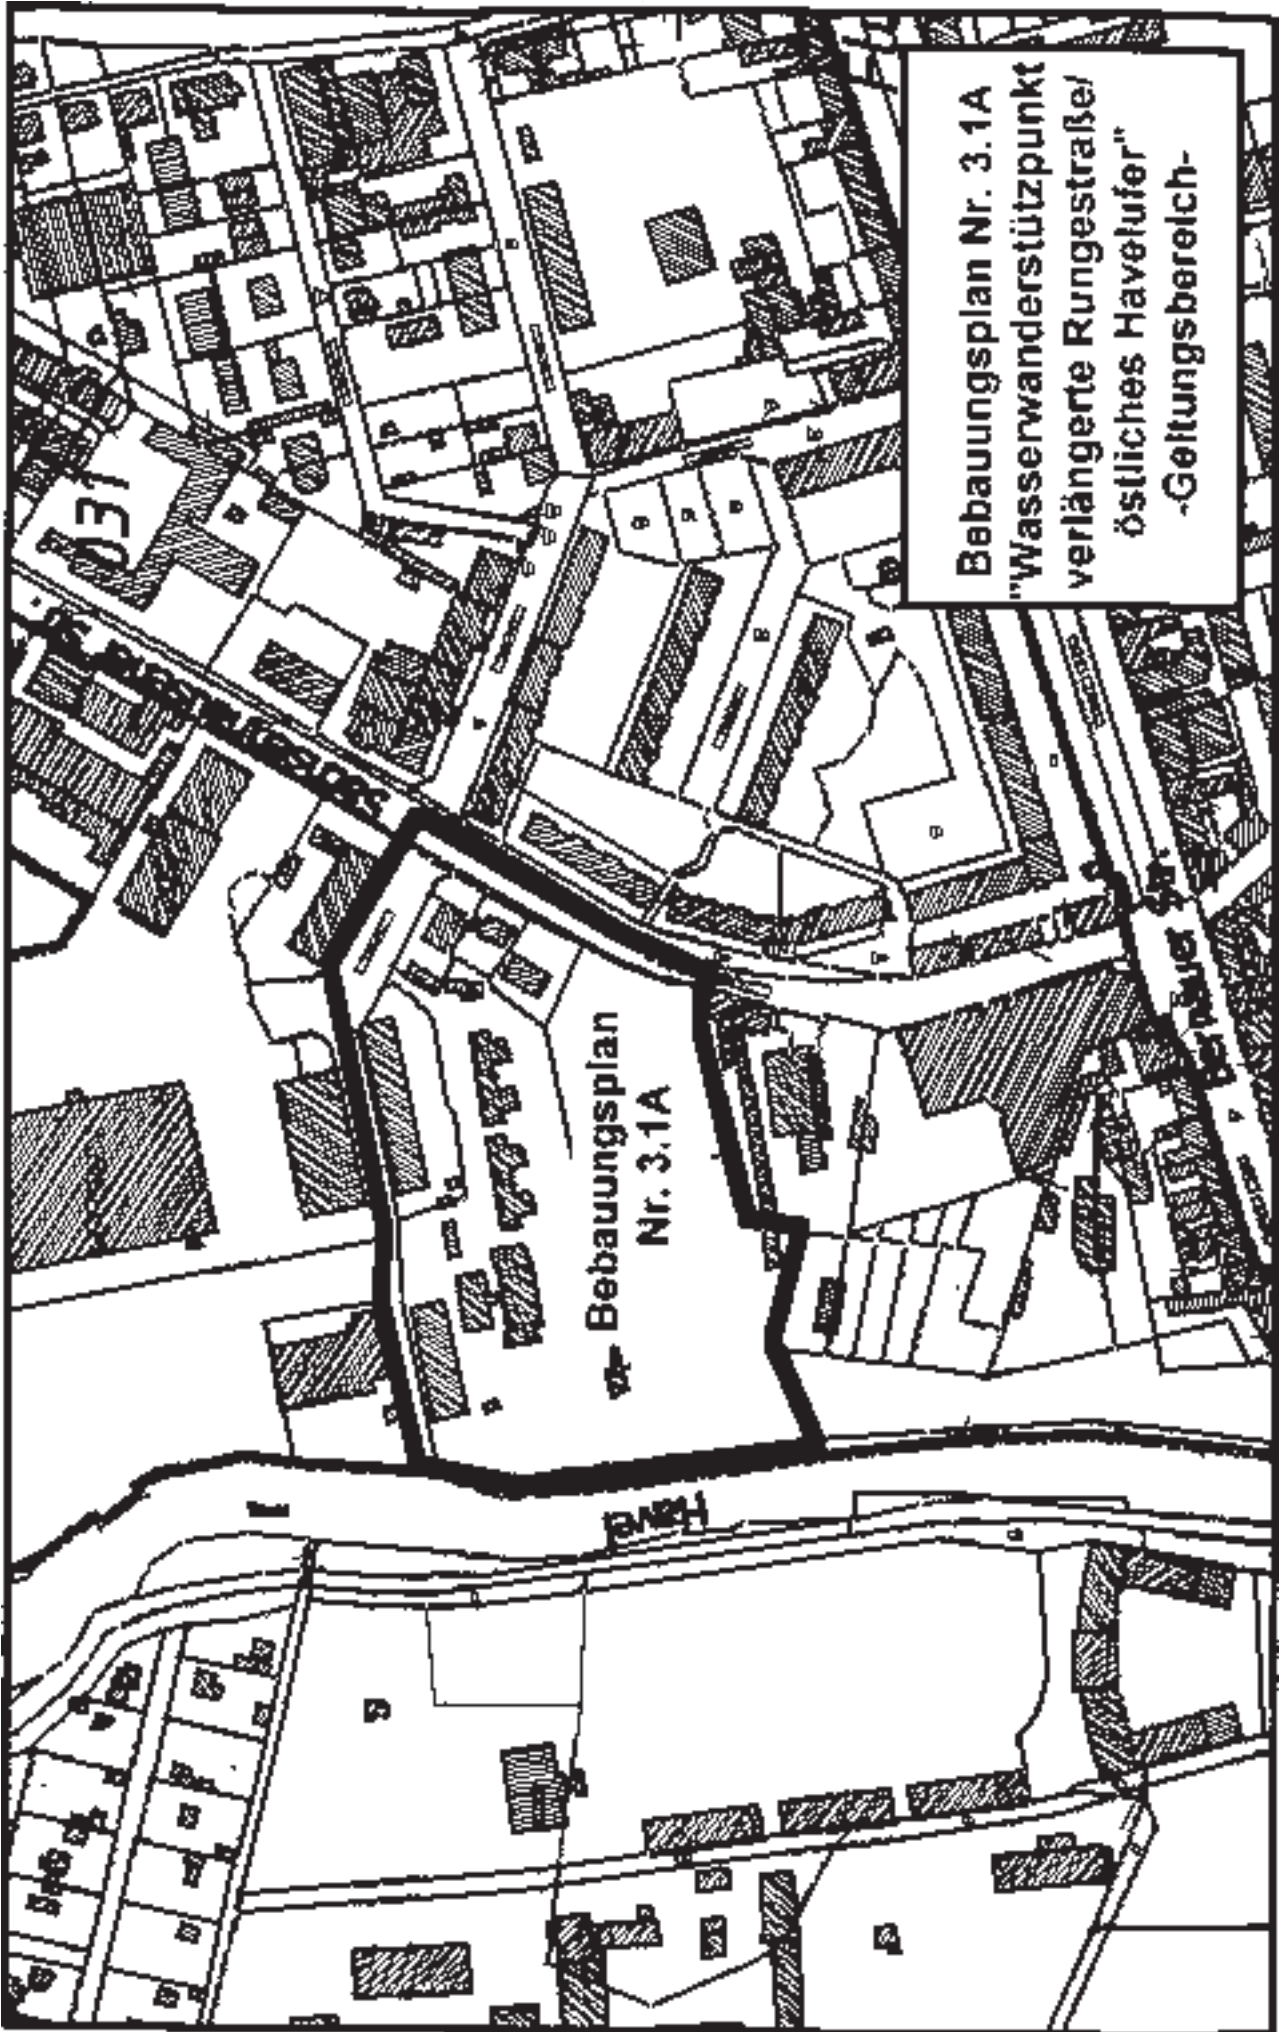 Bebauungsplan Nr. 3.1A
"Wasserwanderstützpunkt
verlängerte Rungestraße/
östliches Havelufer"
-Geltungsbereich-
Bebauungsplan
Nr. 3.1A
Havel